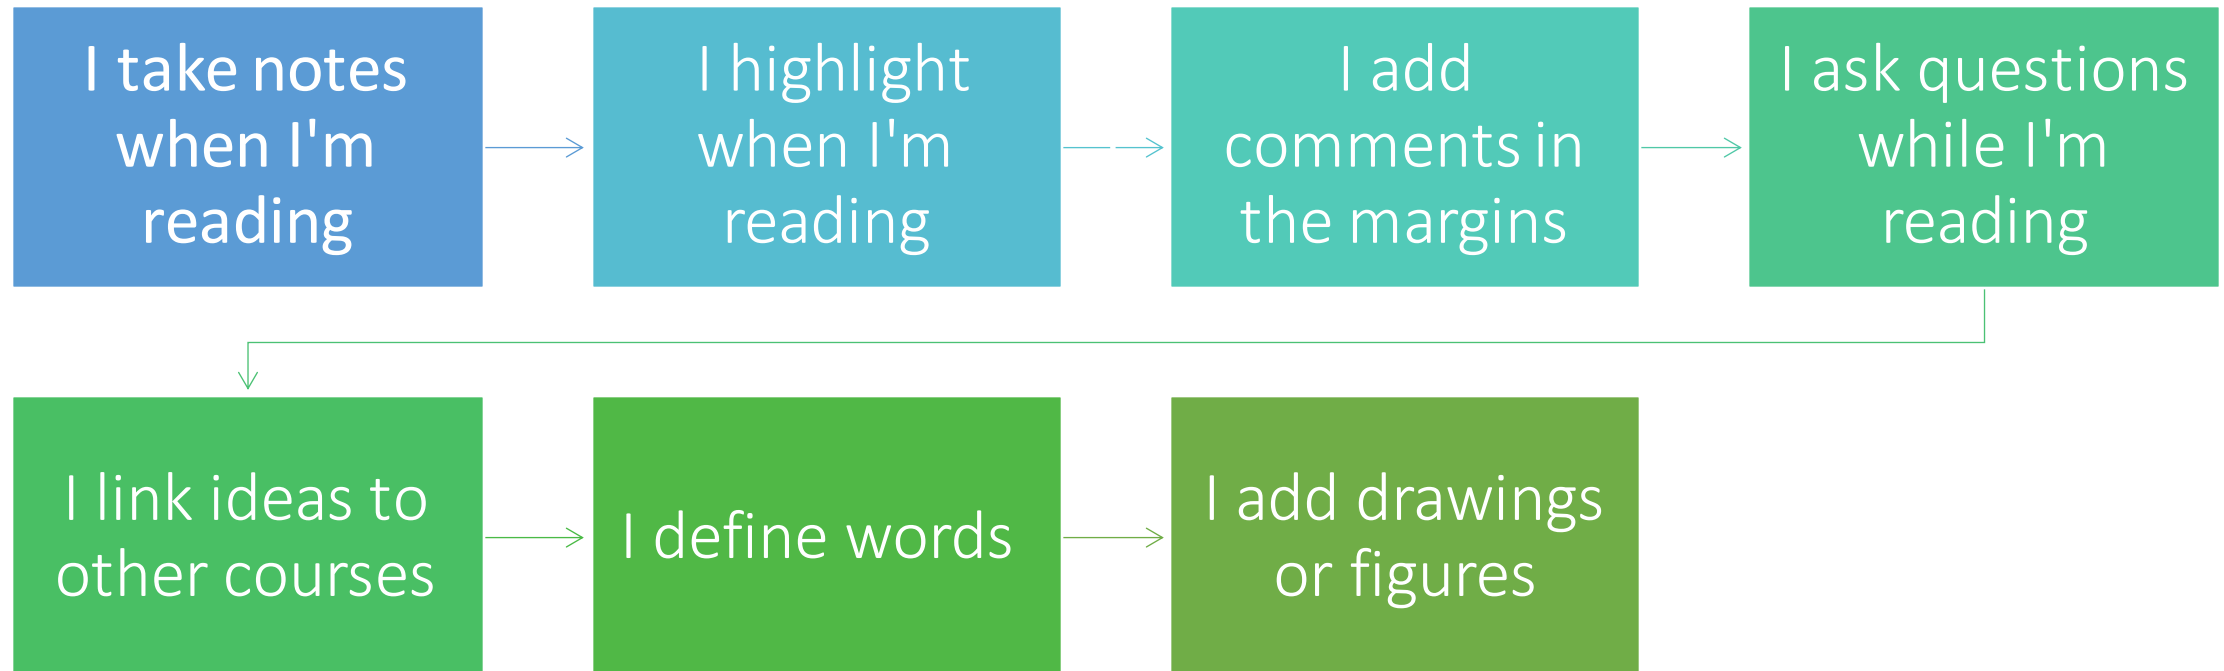 I take notes
when I'm
reading
I highlight
when I'm
reading
I add
comments in
the margins
I ask questions
while I'm
reading
I link ideas to
other courses
I define words
I add drawings
or figures